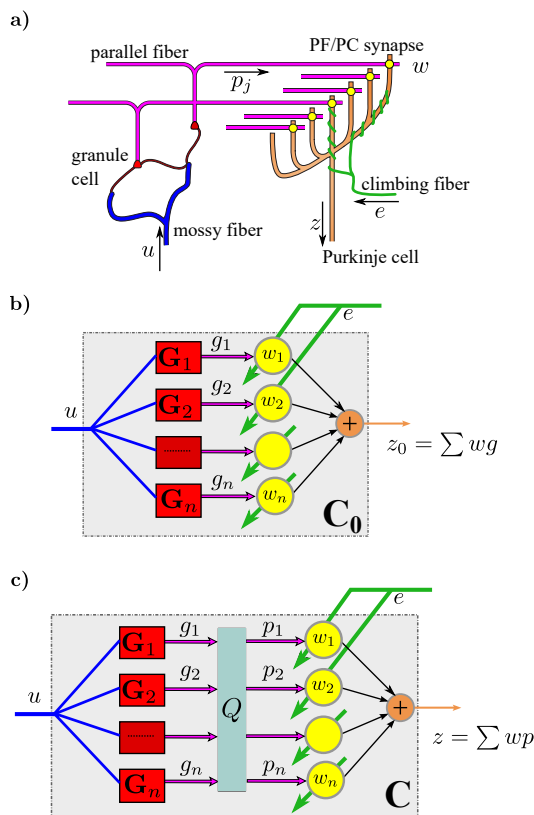 a)
parallel fiber
PF/PC synapse
w
p_j
granule
cell
climbing fiber
e
mossy fiber
z
u
Purkinje cell
b)
e
u
G_1
g_1
w_1
G_2
g_2
w_2
+
z_0 = ∑ wg
..........
G_n
g_n
w_n
C_0
c)
e
u
G_1
g_1
p_1
w_1
G_2
g_2
p_2
w_2
Q
+
z = ∑ wp
..........
G_n
g_n
p_n
w_n
C